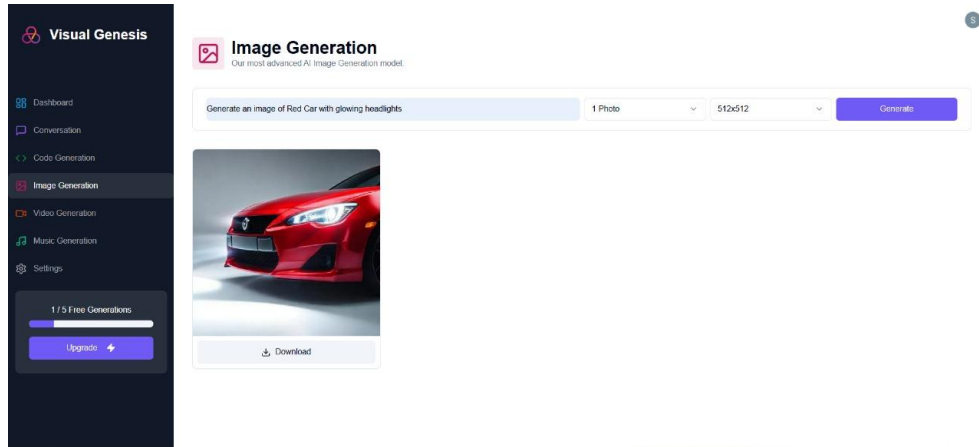 Visual Genesis
Dashboard
Conversation
Code Generation
Image Generation
Video Generation
Music Generation
Settings
1 / 5 Free Generations
Upgrade
S
Image Generation
Our most advanced AI Image Generation model.
Generate an image of Red Car with glowing headlights
1 Photo
512x512
Generate
Download